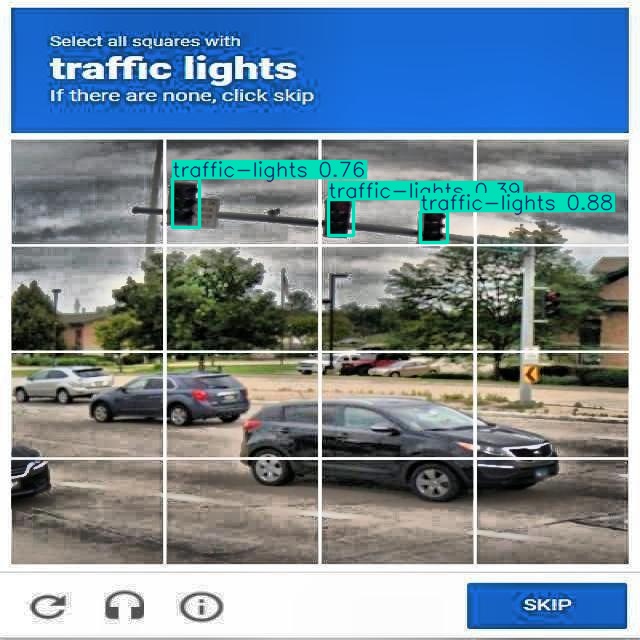 Select all squares with
traffic lights
If there are none, click skip
traffic-lights 0.76
traffic-lights 0.39
traffic-lights 0.88
SKIP